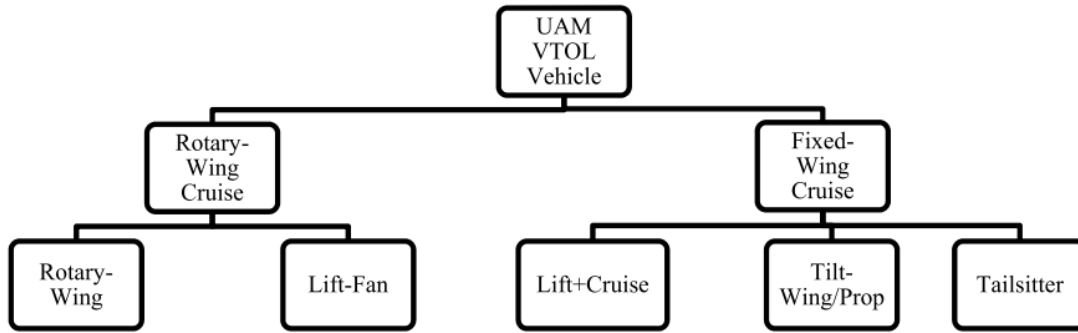 UAM
VTOL
Vehicle
Rotary-
Wing
Cruise
Fixed-
Wing
Cruise
Rotary-
Wing
Lift-Fan
Lift+Cruise
Tilt-
Wing/Prop
Tailsitter